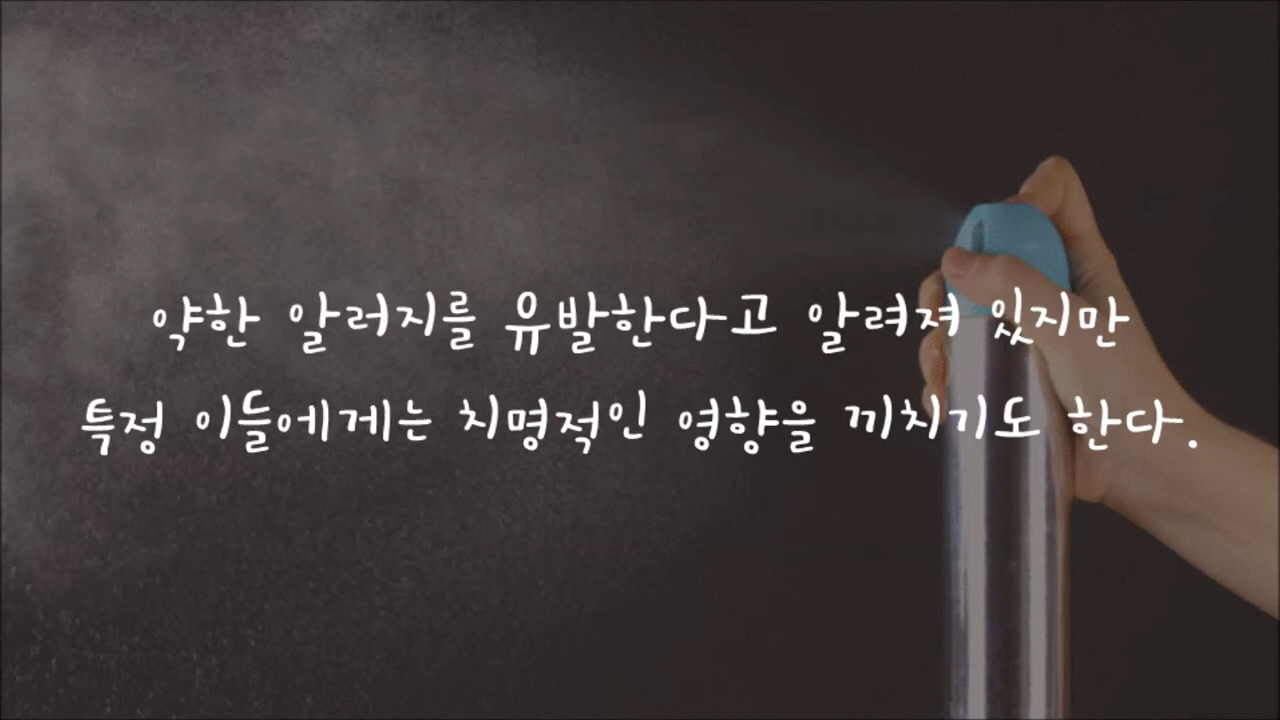 약한 알러지를 유발한다고 알려져 있지만
특정 이들에게는 치명적인 영향을 끼치기도 한다.